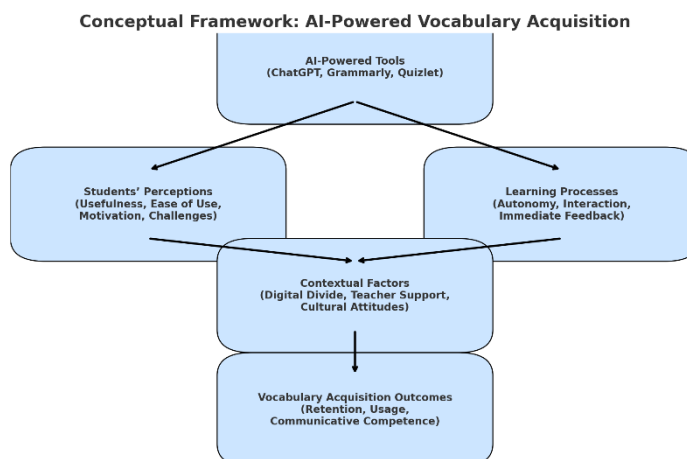 Conceptual Framework: AI-Powered Vocabulary Acquisition
AI-Powered Tools
(ChatGPT, Grammarly, Quizlet)
Students’ Perceptions
(Usefulness, Ease of Use,
Motivation, Challenges)
Learning Processes
(Autonomy, Interaction,
Immediate Feedback)
Contextual Factors
(Digital Divide, Teacher Support,
Cultural Attitudes)
Vocabulary Acquisition Outcomes
(Retention, Usage,
Communicative Competence)